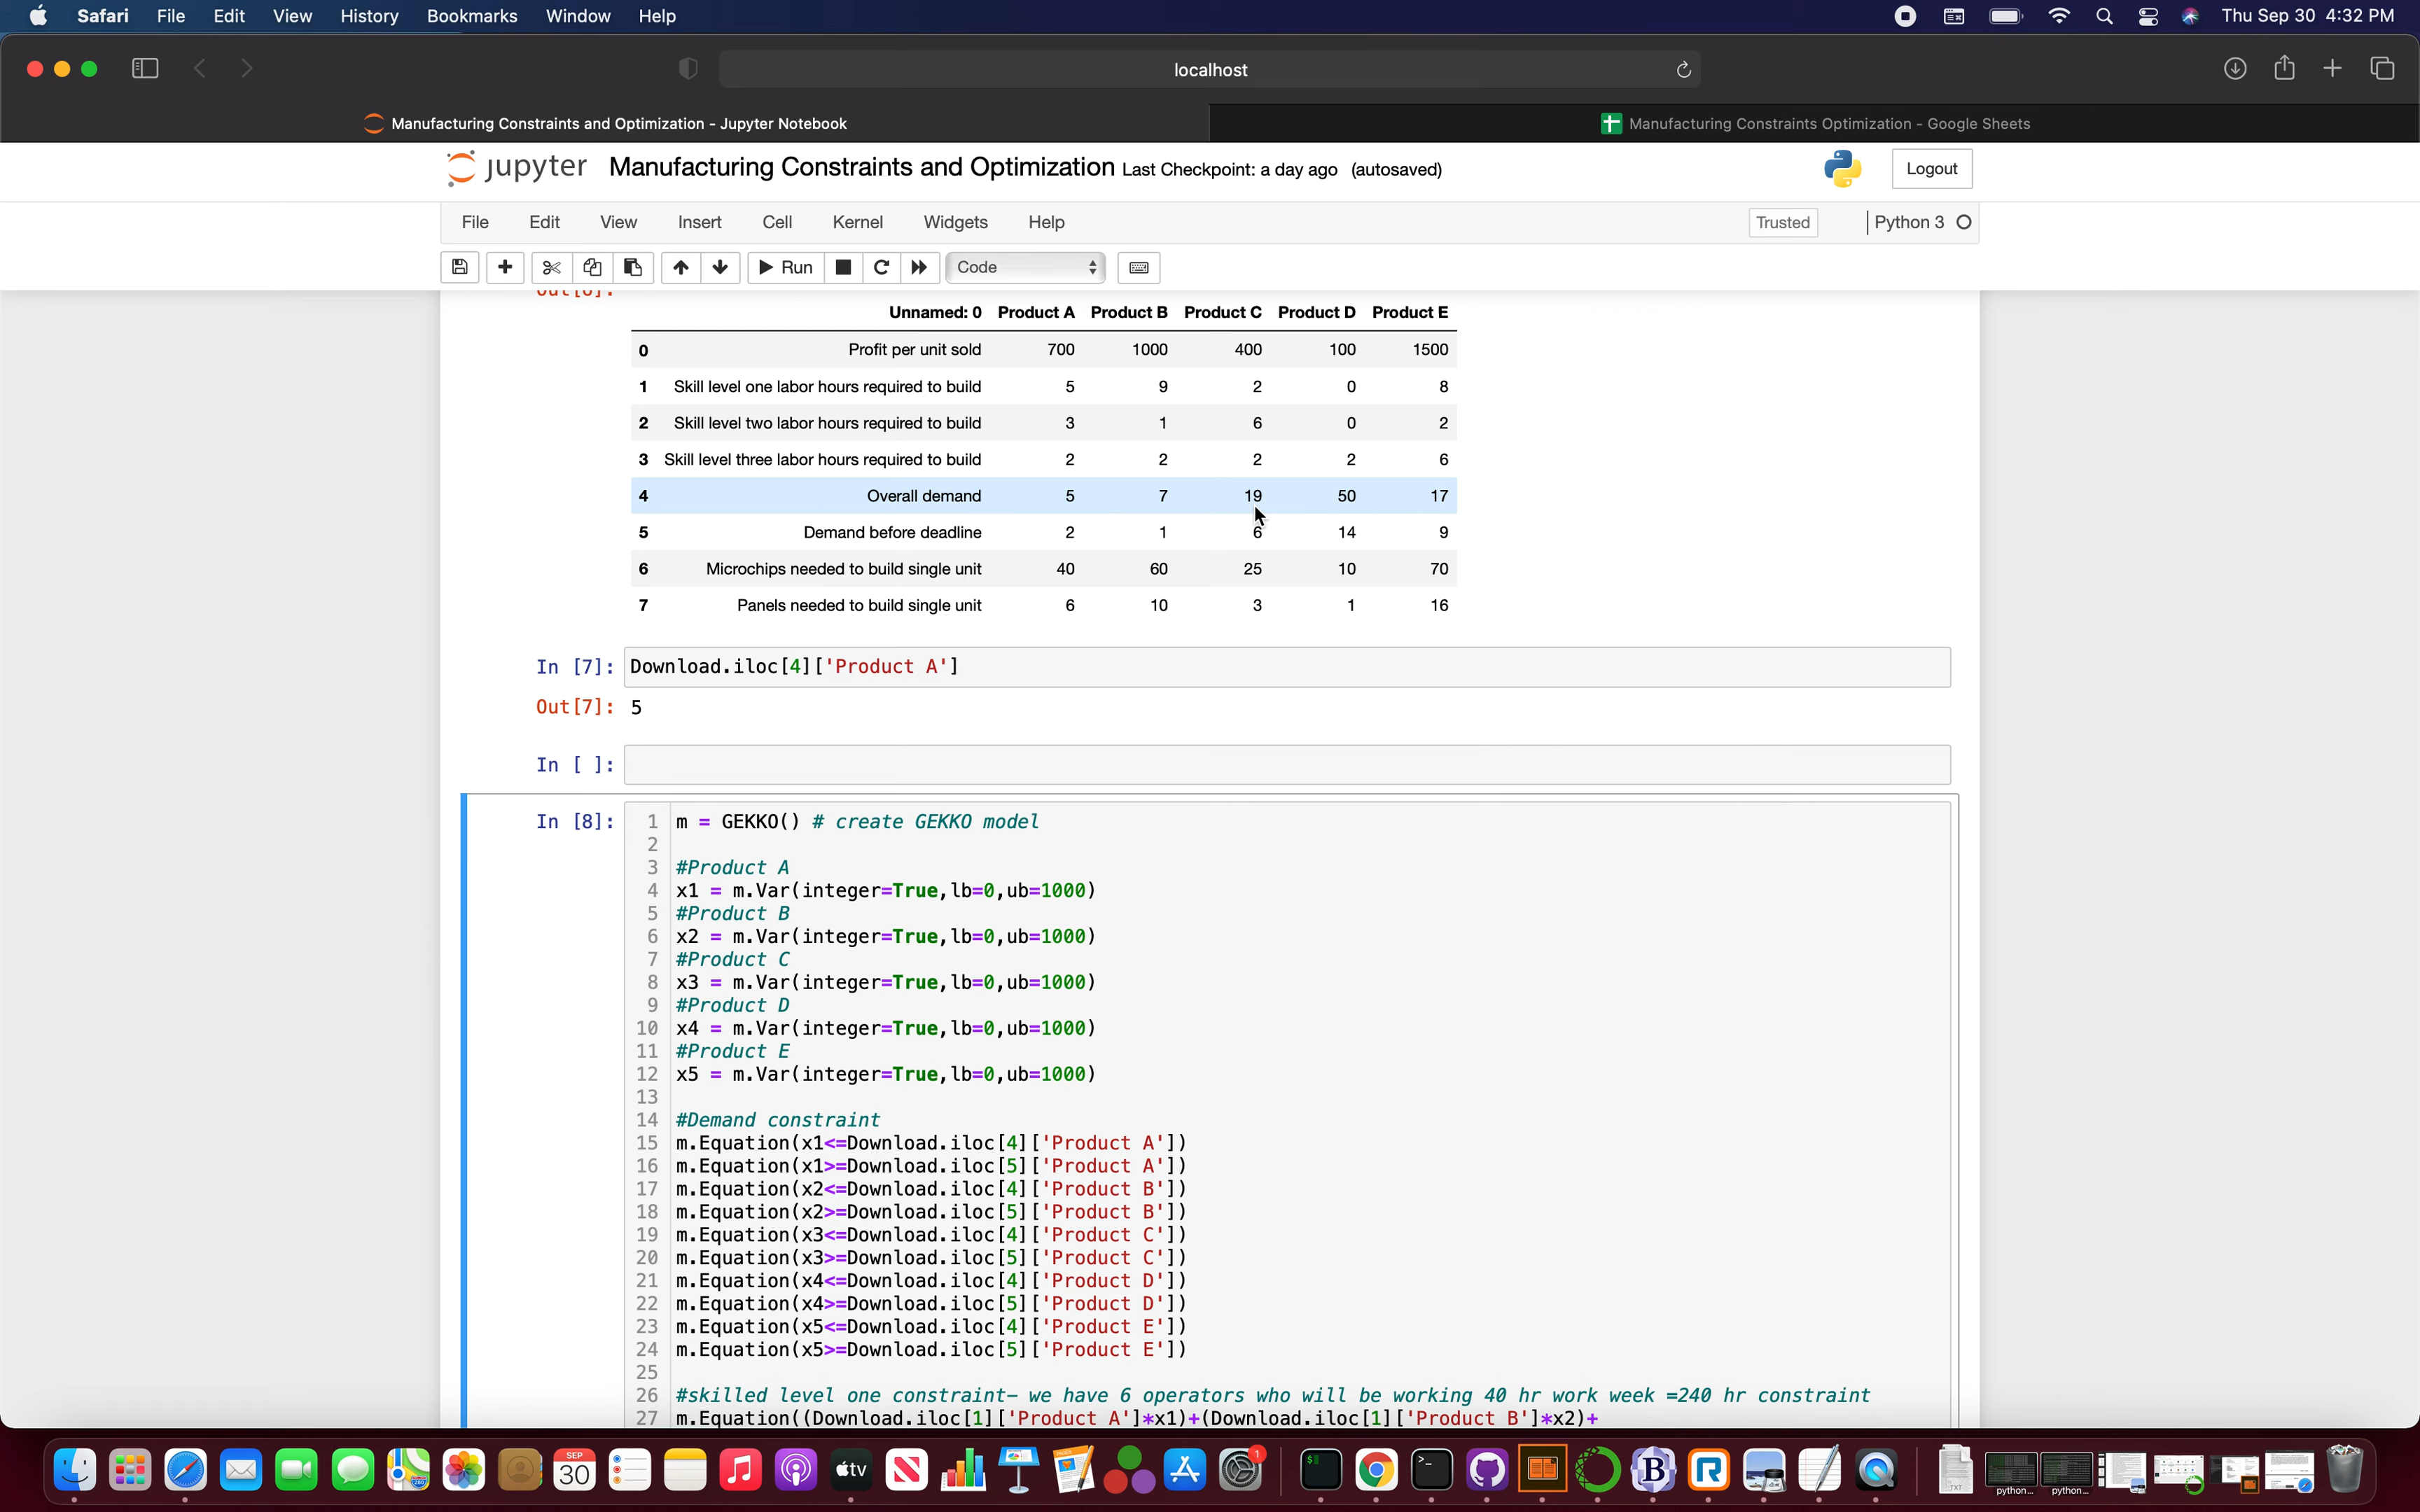 Safari File Edit View History Bookmarks Window Help Thu Sep 30 4:32 PM
localhost
Manufacturing Constraints and Optimization - Jupyter Notebook
Manufacturing Constraints Optimization - Google Sheets
jupyter Manufacturing Constraints and Optimization Last Checkpoint: a day ago (autosaved)
Logout
File Edit View Insert Cell Kernel Widgets Help Trusted Python 3
Run Code
Unnamed: 0 Product A Product B Product C Product D Product E
0 Profit per unit sold 700 1000 400 100 1500
1 Skill level one labor hours required to build 5 9 2 0 8
2 Skill level two labor hours required to build 3 1 6 0 2
3 Skill level three labor hours required to build 2 2 2 2 6
4 Overall demand 5 7 19 50 17
5 Demand before deadline 2 1 6 14 9
6 Microchips needed to build single unit 40 60 25 10 70
7 Panels needed to build single unit 6 10 3 1 16
In [7]: Download.iloc[4]['Product A']
Out[7]: 5
In [ ]:
In [8]: 1 m = GEKKO() # create GEKKO model
2
3 #Product A
4 x1 = m.Var(integer=True,lb=0,ub=1000)
5 #Product B
6 x2 = m.Var(integer=True,lb=0,ub=1000)
7 #Product C
8 x3 = m.Var(integer=True,lb=0,ub=1000)
9 #Product D
10 x4 = m.Var(integer=True,lb=0,ub=1000)
11 #Product E
12 x5 = m.Var(integer=True,lb=0,ub=1000)
13
14 #Demand constraint
15 m.Equation(x1<=Download.iloc[4]['Product A'])
16 m.Equation(x1>=Download.iloc[5]['Product A'])
17 m.Equation(x2<=Download.iloc[4]['Product B'])
18 m.Equation(x2>=Download.iloc[5]['Product B'])
19 m.Equation(x3<=Download.iloc[4]['Product C'])
20 m.Equation(x3>=Download.iloc[5]['Product C'])
21 m.Equation(x4<=Download.iloc[4]['Product D'])
22 m.Equation(x4>=Download.iloc[5]['Product D'])
23 m.Equation(x5<=Download.iloc[4]['Product E'])
24 m.Equation(x5>=Download.iloc[5]['Product E'])
25
26 #skilled level one constraint- we have 6 operators who will be working 40 hr work week =240 hr constraint
27 m.Equation((Download.iloc[1]['Product A']*x1)+(Download.iloc[1]['Product B']*x2)+
SEP
30
tv
1
TXT
python...
python...